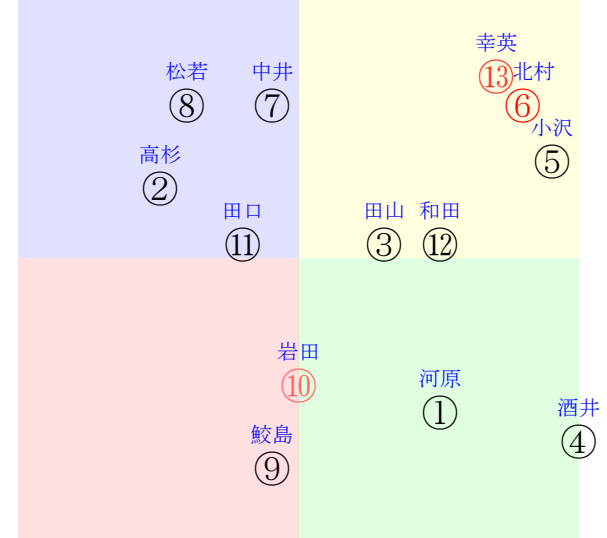 幸英
⑬
北村
⑥
松若
⑧
中井
⑦
小沢
⑤
高杉
②
田口
⑪
田山
③
和田
⑫
岩田
⑩
河原
①
酒井
④
鮫島
⑨